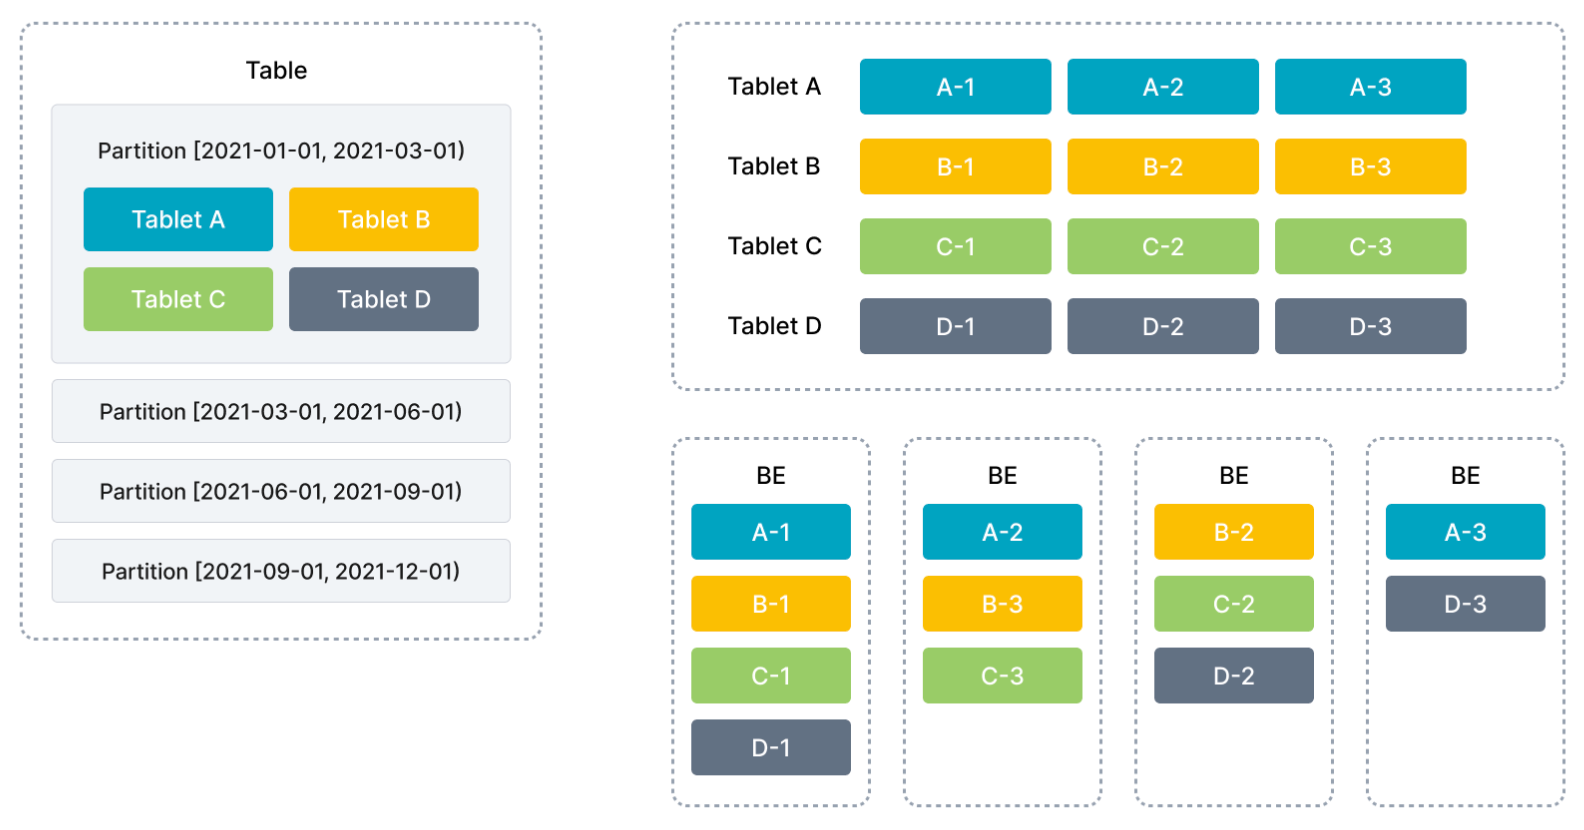 Table
Partition [2021-01-01, 2021-03-01)
Tablet A
Tablet B
Tablet C
Tablet D
Partition [2021-03-01, 2021-06-01)
Partition [2021-06-01, 2021-09-01)
Partition [2021-09-01, 2021-12-01)
Tablet A A-1 A-2 A-3
Tablet B B-1 B-2 B-3
Tablet C C-1 C-2 C-3
Tablet D D-1 D-2 D-3
BE
A-1
B-1
C-1
D-1
BE
A-2
B-3
C-3
BE
B-2
C-2
D-2
BE
A-3
D-3